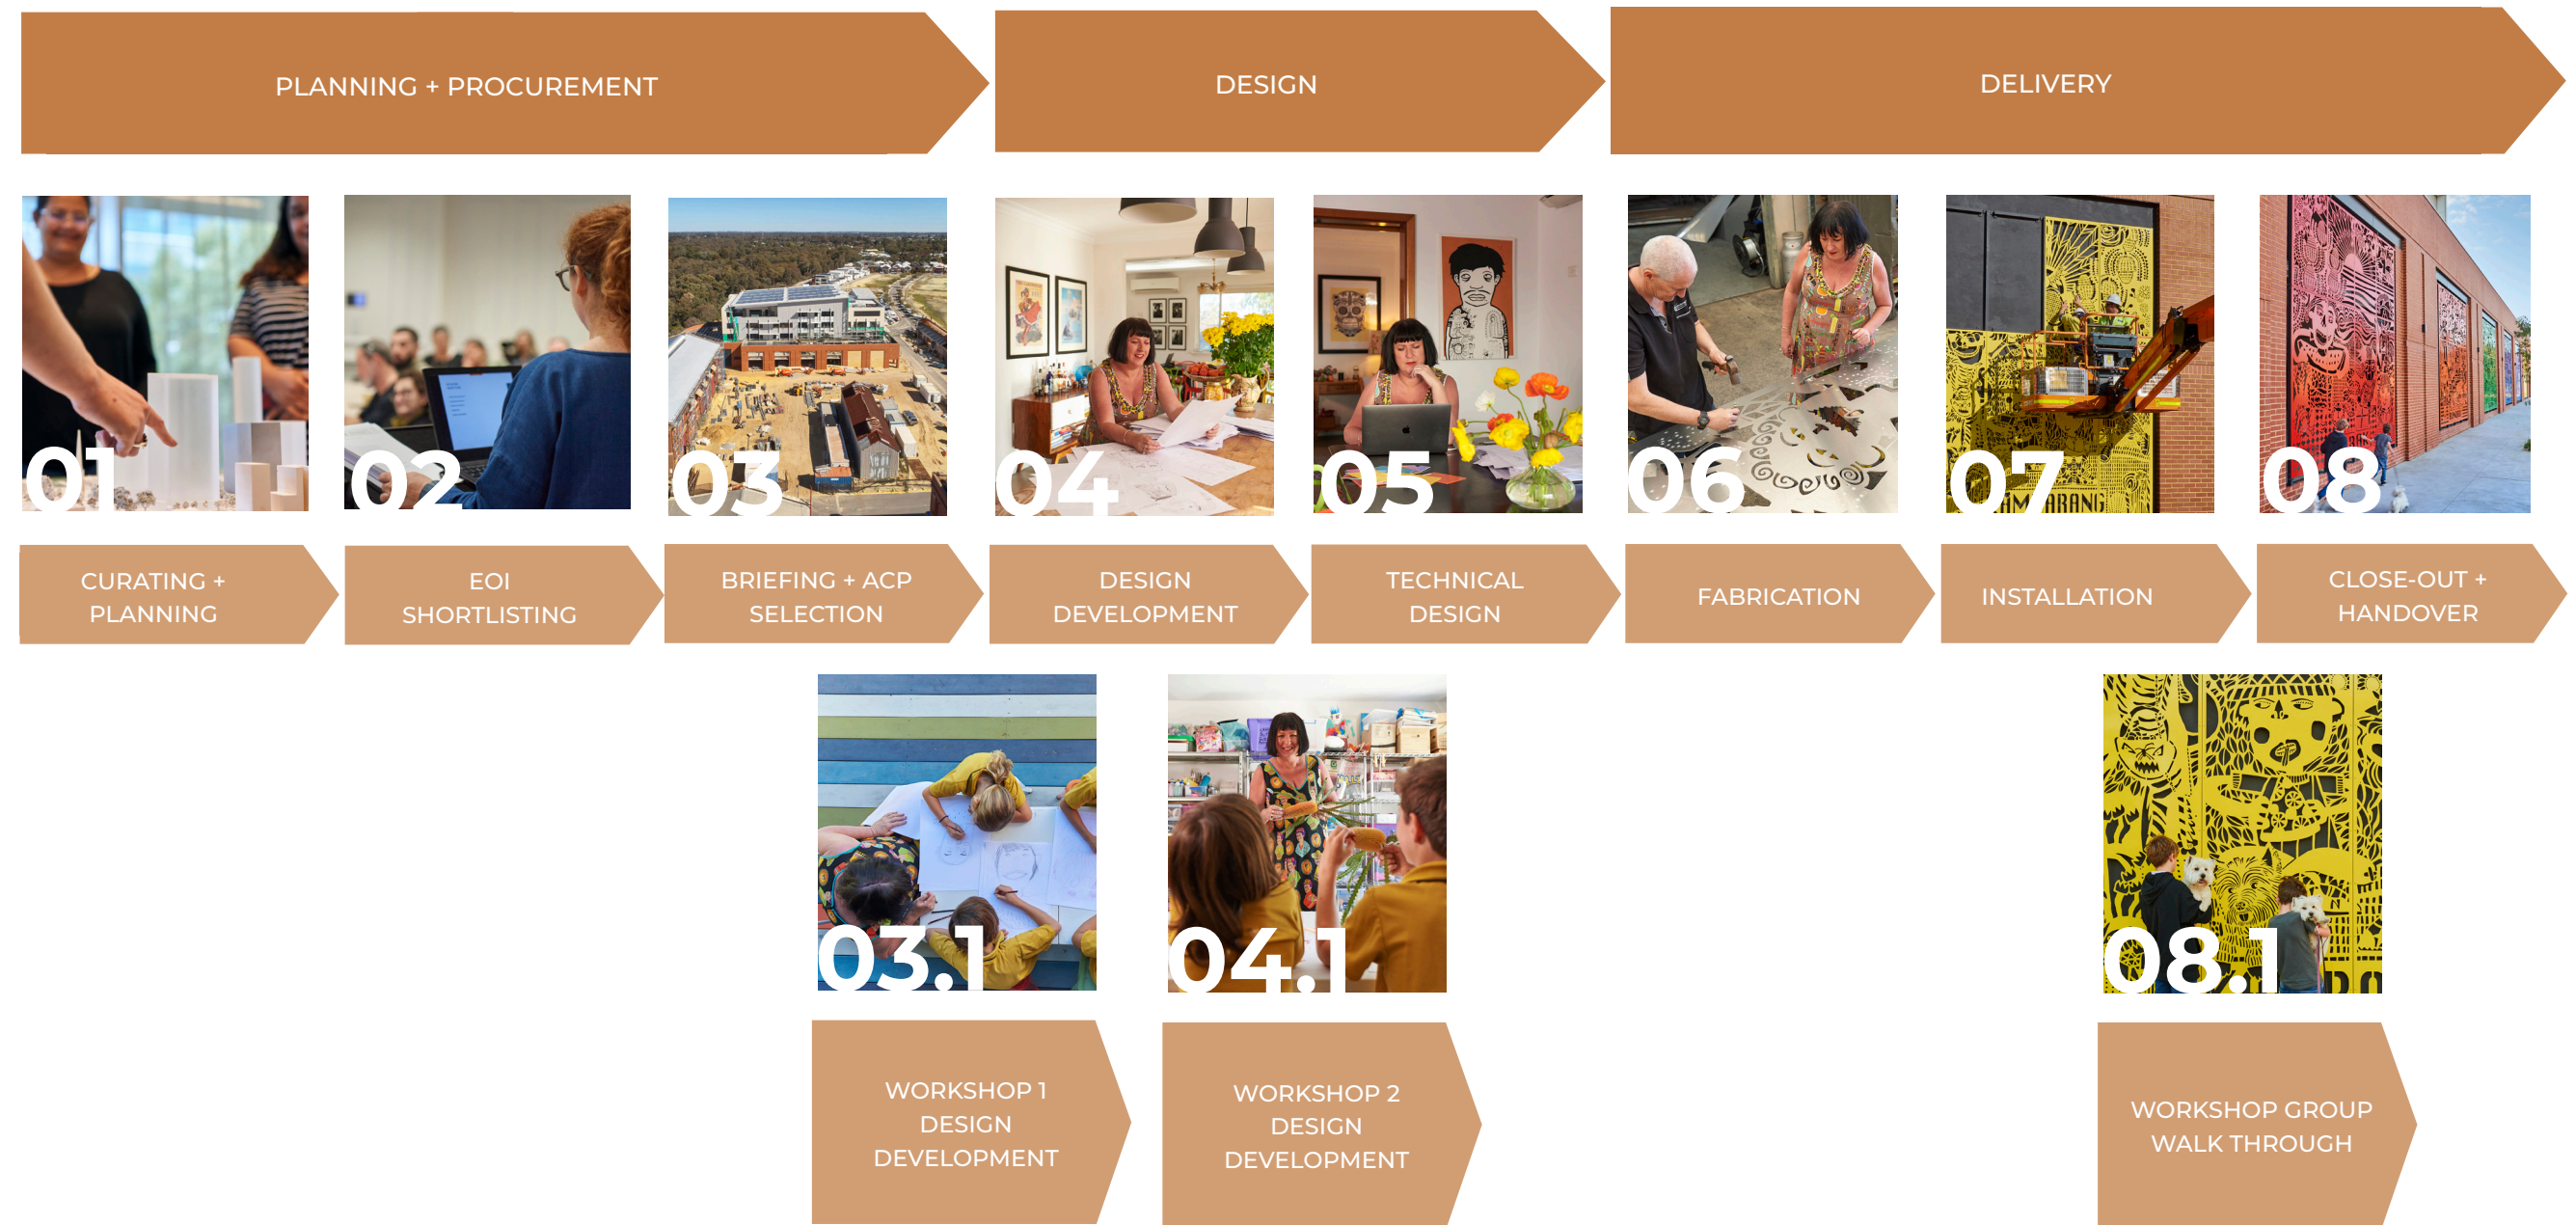 PLANNING + PROCUREMENT
DESIGN
DELIVERY
01
02
03
04
05
06
07
08
CURATING +
PLANNING
EOI
SHORTLISTING
BRIEFING + ACP
SELECTION
DESIGN
DEVELOPMENT
TECHNICAL
DESIGN
FABRICATION
INSTALLATION
CLOSE-OUT +
HANDOVER
03.1
04.1
08.1
WORKSHOP 1
DESIGN
DEVELOPMENT
WORKSHOP 2
DESIGN
DEVELOPMENT
WORKSHOP GROUP
WALK THROUGH